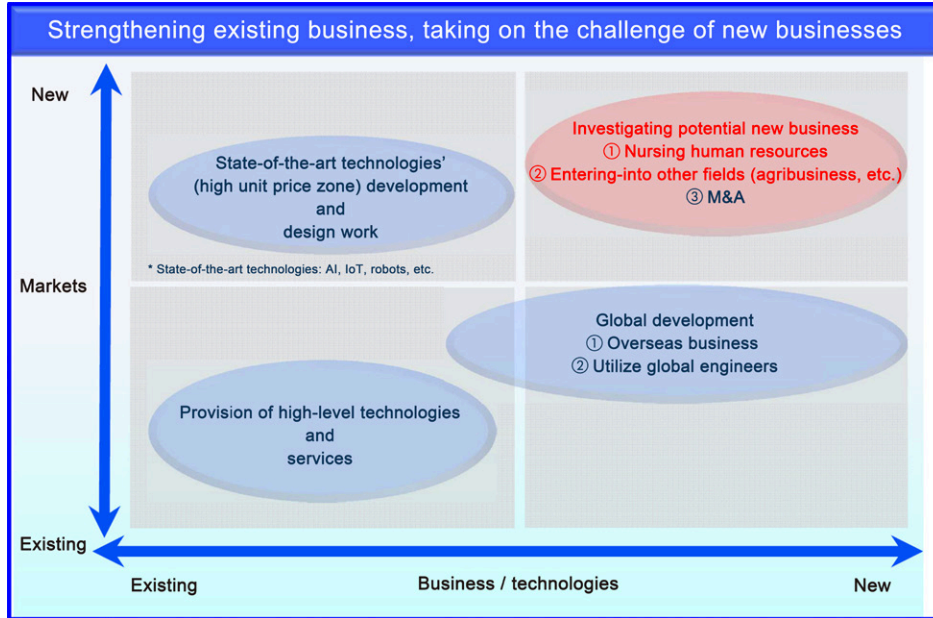 Strengthening existing business, taking on the challenge of new businesses
New
Markets
Existing
State-of-the-art technologies’
(high unit price zone) development
and
design work
* State-of-the-art technologies: AI, IoT, robots, etc.
Investigating potential new business
① Nursing human resources
② Entering-into other fields (agribusiness, etc.)
③ M&A
Global development
① Overseas business
② Utilize global engineers
Provision of high-level technologies
and
services
Existing
Business / technologies
New